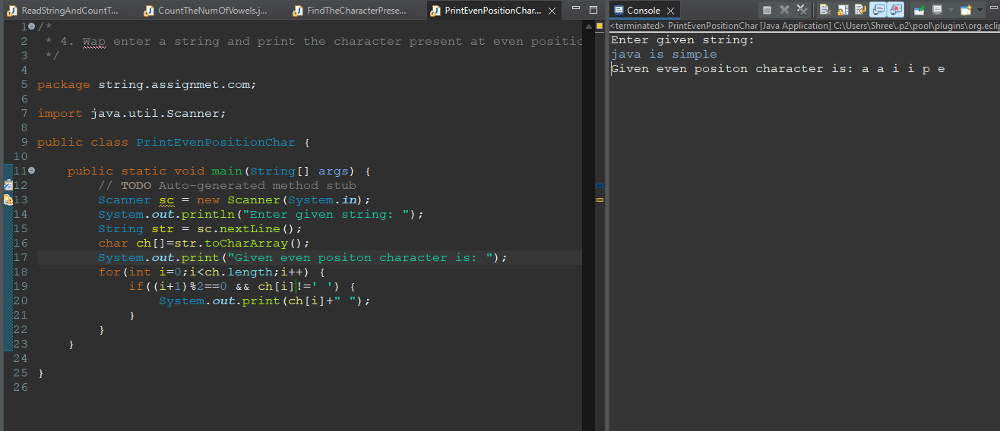 ReadStringAndCountT... CountTheNumOfVowels.j... FindTheCharacterPrese... PrintEvenPositionChar...
1 /*
2  * 4. Wap enter a string and print the character present at even positio
3  */
4
5 package string.assignmet.com;
6
7 import java.util.Scanner;
8
9 public class PrintEvenPositionChar {
10
11     public static void main(String[] args) {
12         // TODO Auto-generated method stub
13         Scanner sc = new Scanner(System.in);
14         System.out.println("Enter given string: ");
15         String str = sc.nextLine();
16         char ch[]=str.toCharArray();
17         System.out.print("Given even positon character is: ");
18         for(int i=0;i<ch.length;i++) {
19             if((i+1)%2==0 && ch[i]!=' ') {
20                 System.out.print(ch[i]+" ");
21             }
22         }
23     }
24
25 }
26
Console
<terminated> PrintEvenPositionChar [Java Application] C:\Users\Shree\.p2\pool\plugins\org.eclip
Enter given string:
java is simple
Given even positon character is: a a i i p e